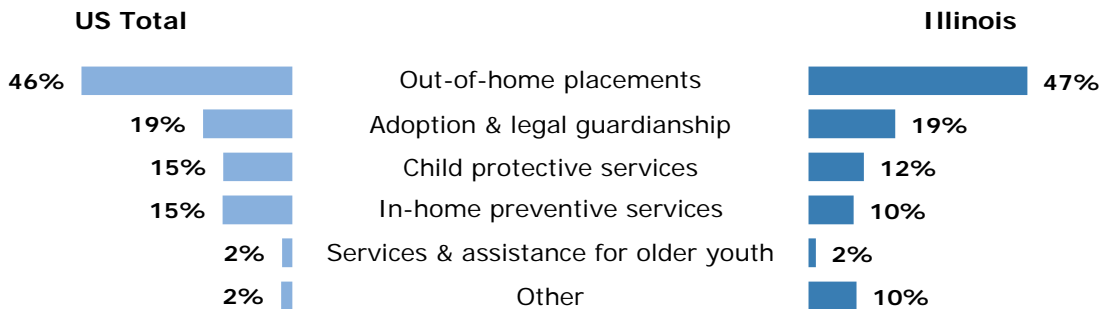 US Total Illinois
46% Out-of-home placements 47%
19% Adoption & legal guardianship 19%
15% Child protective services 12%
15% In-home preventive services 10%
2% Services & assistance for older youth 2%
2% Other 10%